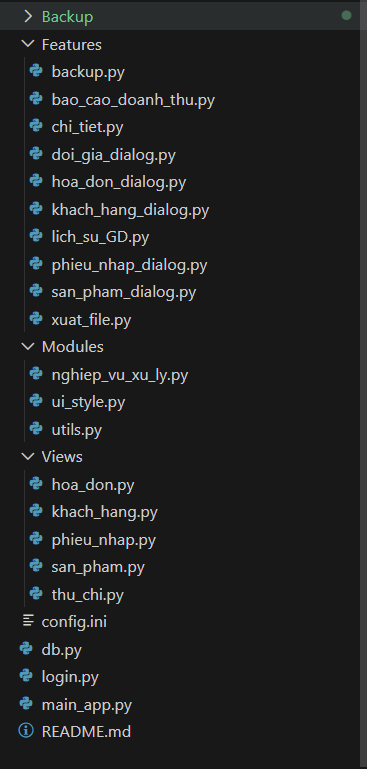 Backup
Features
backup.py
bao_cao_doanh_thu.py
chi_tiet.py
doi_gia_dialog.py
hoa_don_dialog.py
khach_hang_dialog.py
lich_su_GD.py
phieu_nhap_dialog.py
san_pham_dialog.py
xuat_file.py
Modules
nghiep_vu_xu_ly.py
ui_style.py
utils.py
Views
hoa_don.py
khach_hang.py
phieu_nhap.py
san_pham.py
thu_chi.py
config.ini
db.py
login.py
main_app.py
README.md